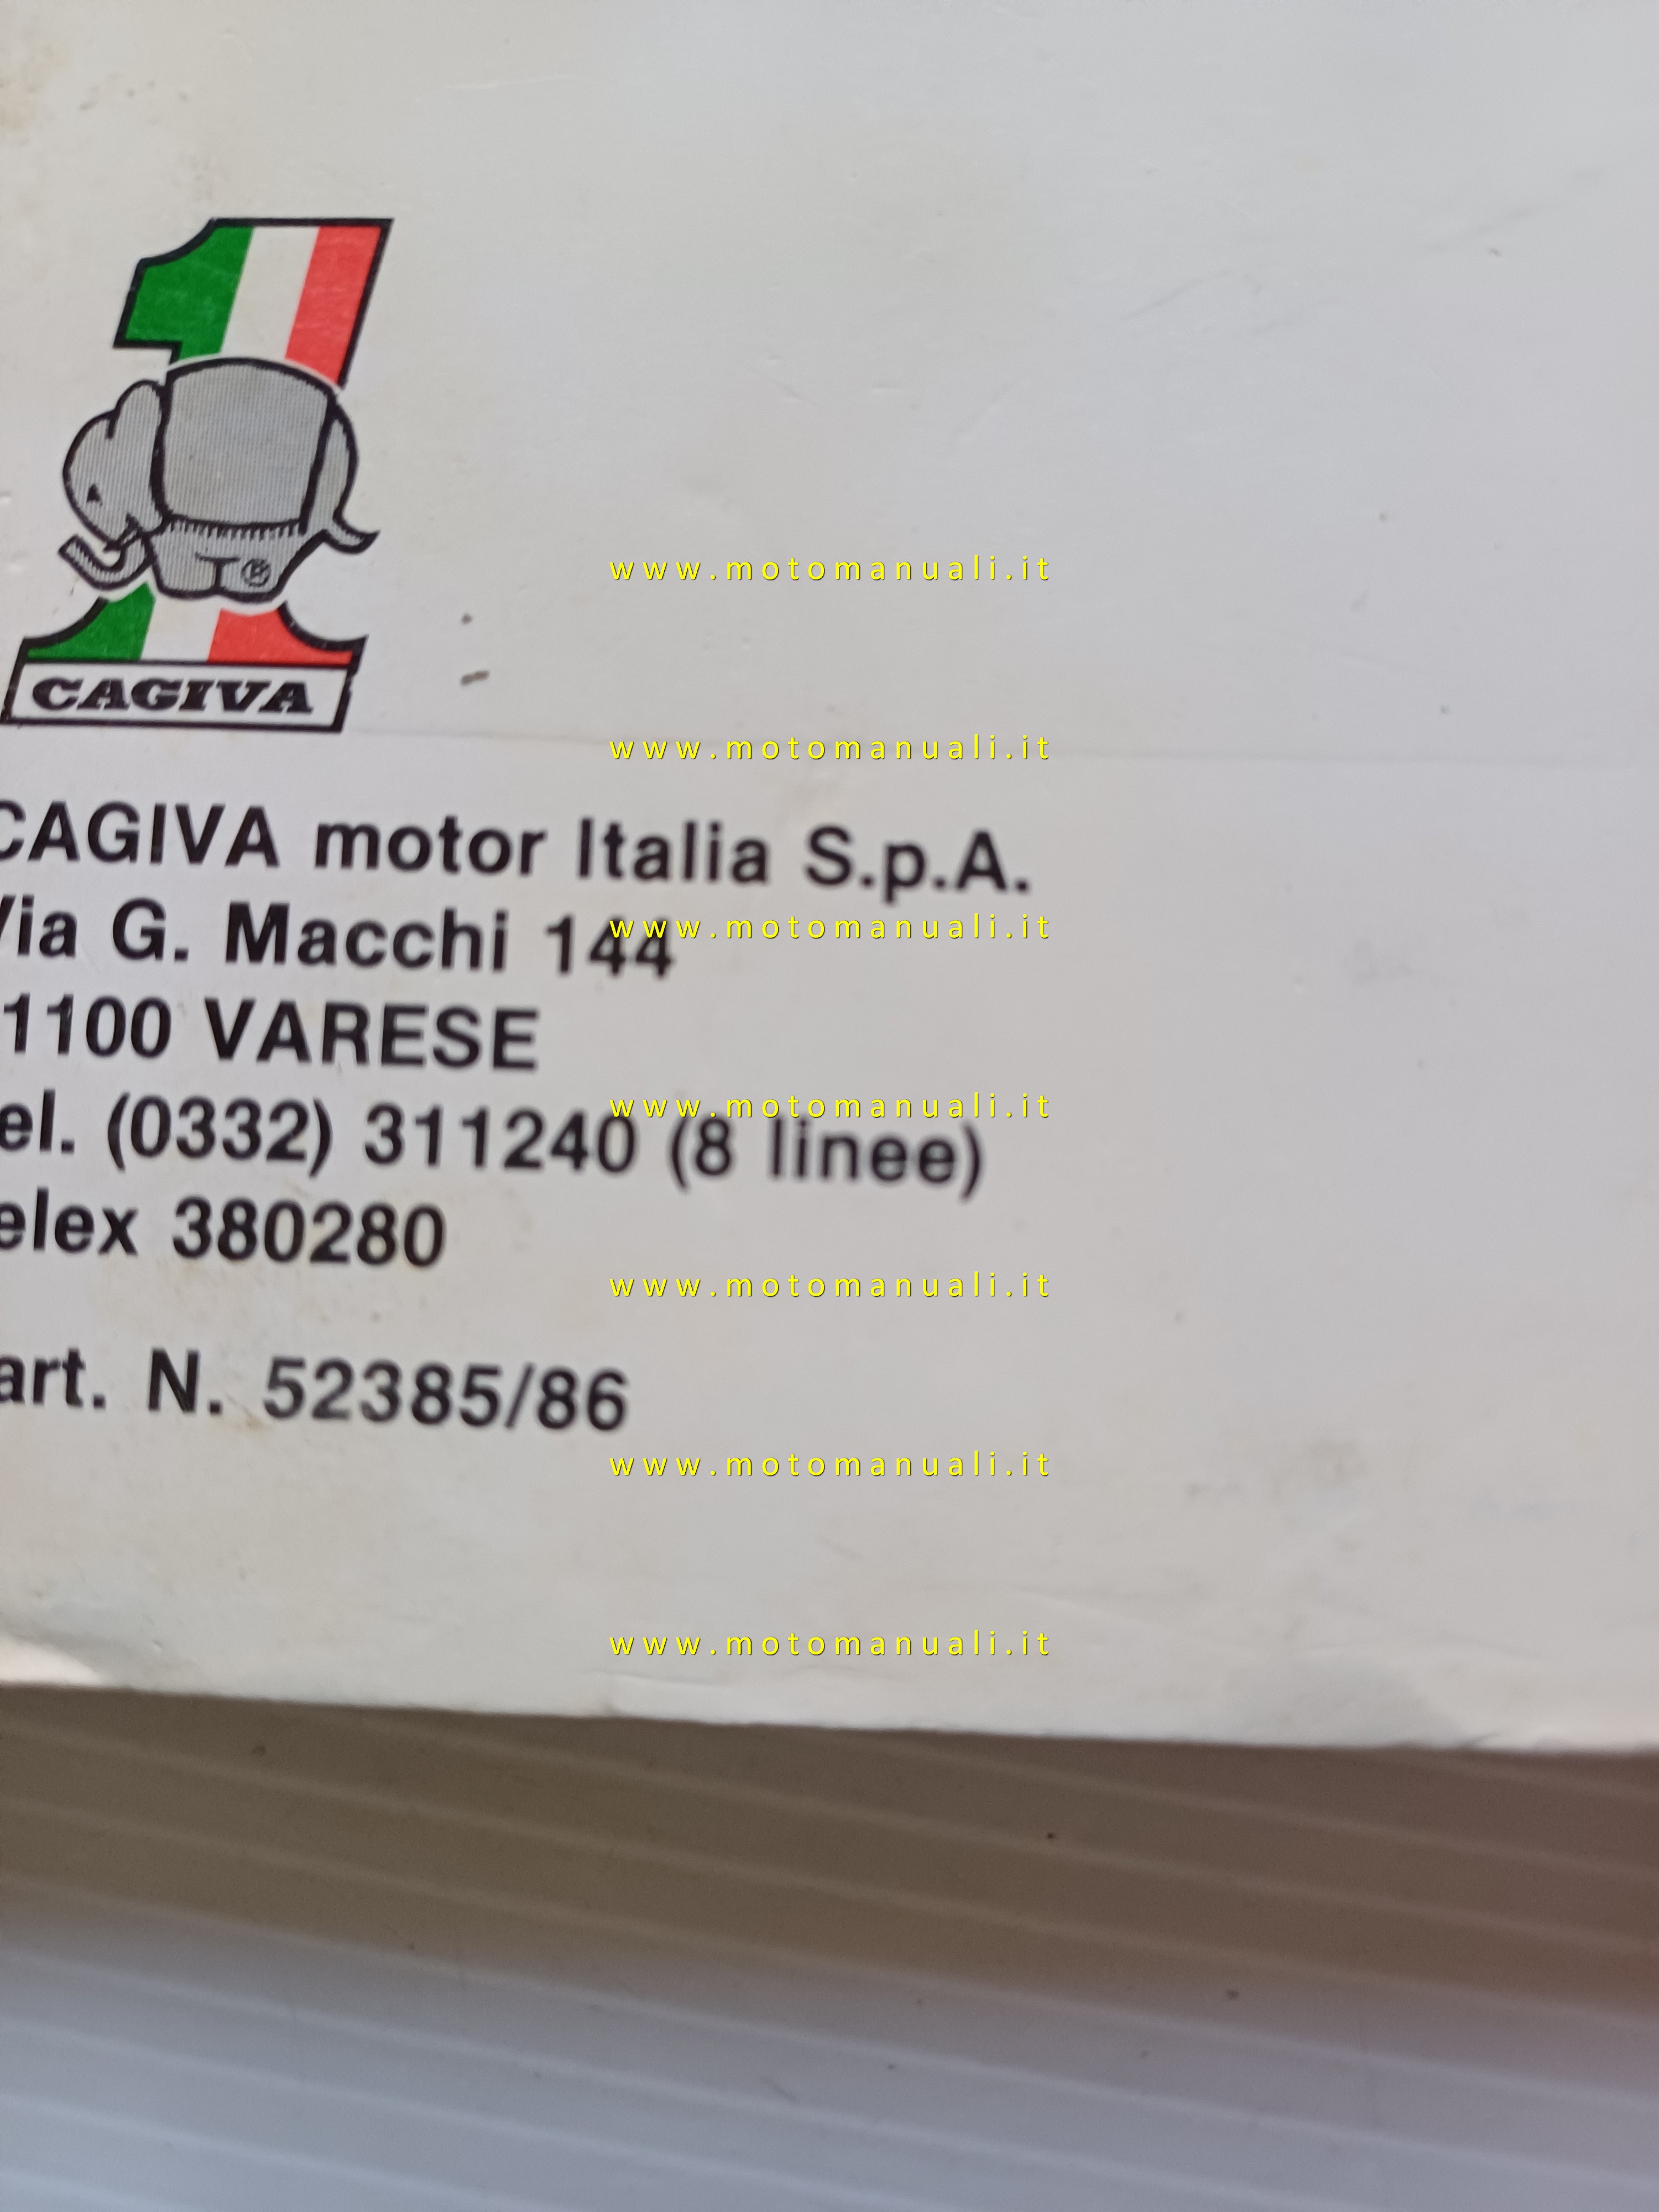 CAGIVA
CAGIVA motor Italia S.p.A.
Via G. Macchi 144
1100 VARESE
el. (0332) 311240 (8 linee)
elex 380280
art. N. 52385/86
www.motomanuali.it
www.motomanuali.it
www.motomanuali.it
www.motomanuali.it
www.motomanuali.it
www.motomanuali.it
www.motomanuali.it